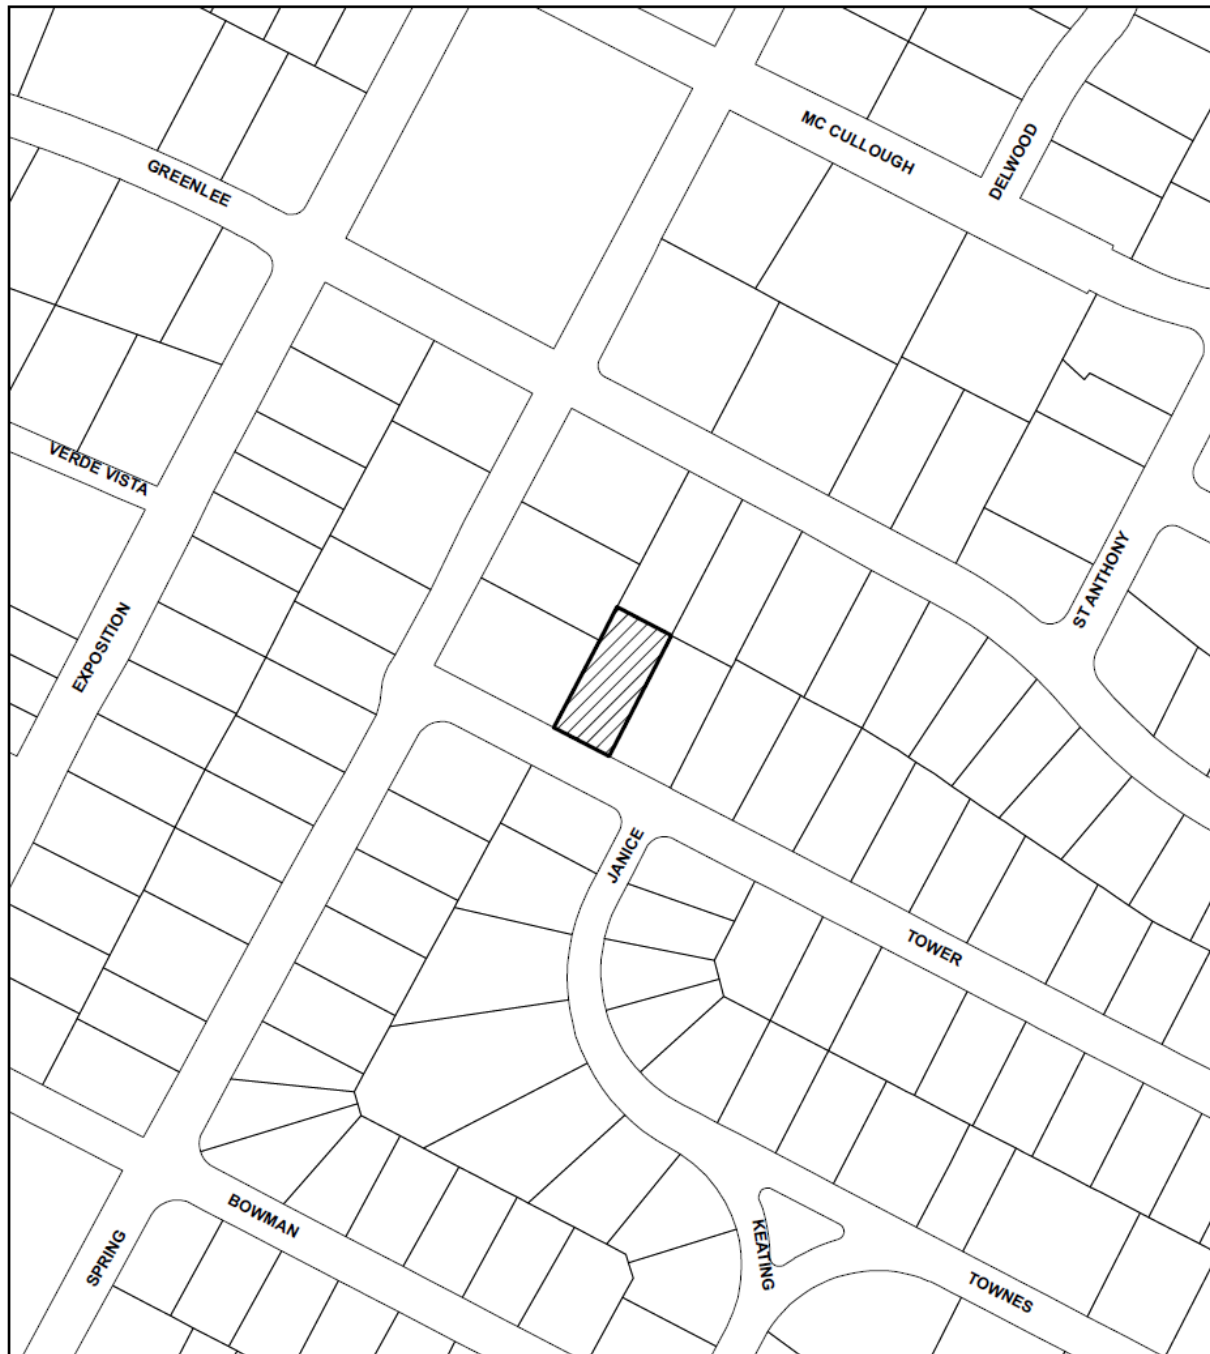 MC CULLOUGH
DELWOOD
GREENLEE
VERDE VISTA
ST ANTHONY
EXPOSITION
JANICE
TOWER
BOWMAN
KEATING
SPRING
TOWNES